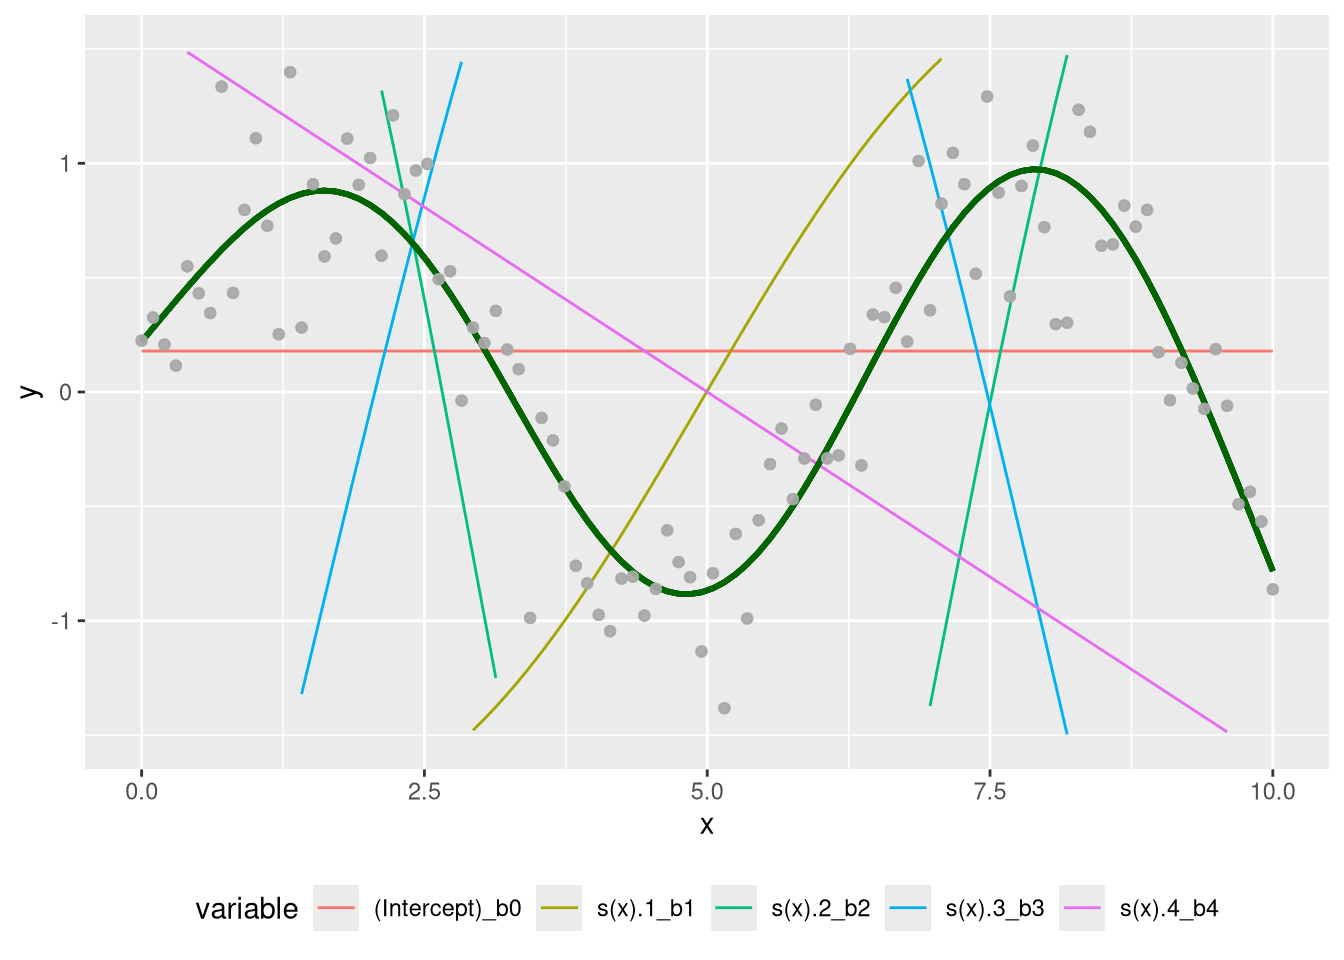 1
0
-1
y
0.0 2.5 5.0 7.5 10.0
x
variable (Intercept)_b0 s(x).1_b1 s(x).2_b2 s(x).3_b3 s(x).4_b4